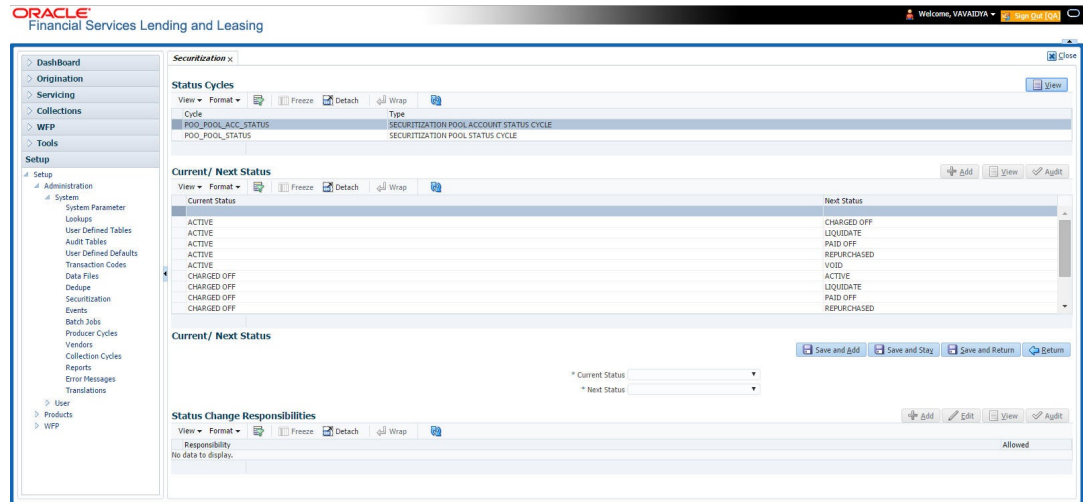 ORACLE
Financial Services Lending and Leasing
Welcome, VAVAIDYA
Sign Out [QA]
Close
DashBoard
Origination
Servicing
Collections
WFP
Tools
Setup
Setup
Administration
System
System Parameter
Lookups
User Defined Tables
Audit Tables
User Defined Defaults
Transaction Codes
Data Files
Dedupe
Securitization
Events
Batch Jobs
Producer Cycles
Vendors
Collection Cycles
Reports
Error Messages
Translations
User
Products
WFP
Securitization x
Status Cycles
View
View Format Freeze Detach Wrap
Cycle Type
POO_POOL_ACC_STATUS SECURITIZATION POOL ACCOUNT STATUS CYCLE
POO_POOL_STATUS SECURITIZATION POOL STATUS CYCLE
Current/ Next Status
Add View Audit
View Format Freeze Detach Wrap
Current Status Next Status
ACTIVE CHARGED OFF
ACTIVE LIQUIDATE
ACTIVE PAID OFF
ACTIVE REPURCHASED
ACTIVE VOID
CHARGED OFF ACTIVE
CHARGED OFF LIQUIDATE
CHARGED OFF PAID OFF
CHARGED OFF REPURCHASED
Current/ Next Status
Save and Add Save and Stay Save and Return Return
* Current Status
* Next Status
Status Change Responsibilities
Add Edit View Audit
View Format Freeze Detach Wrap
Responsibility Allowed
No data to display.